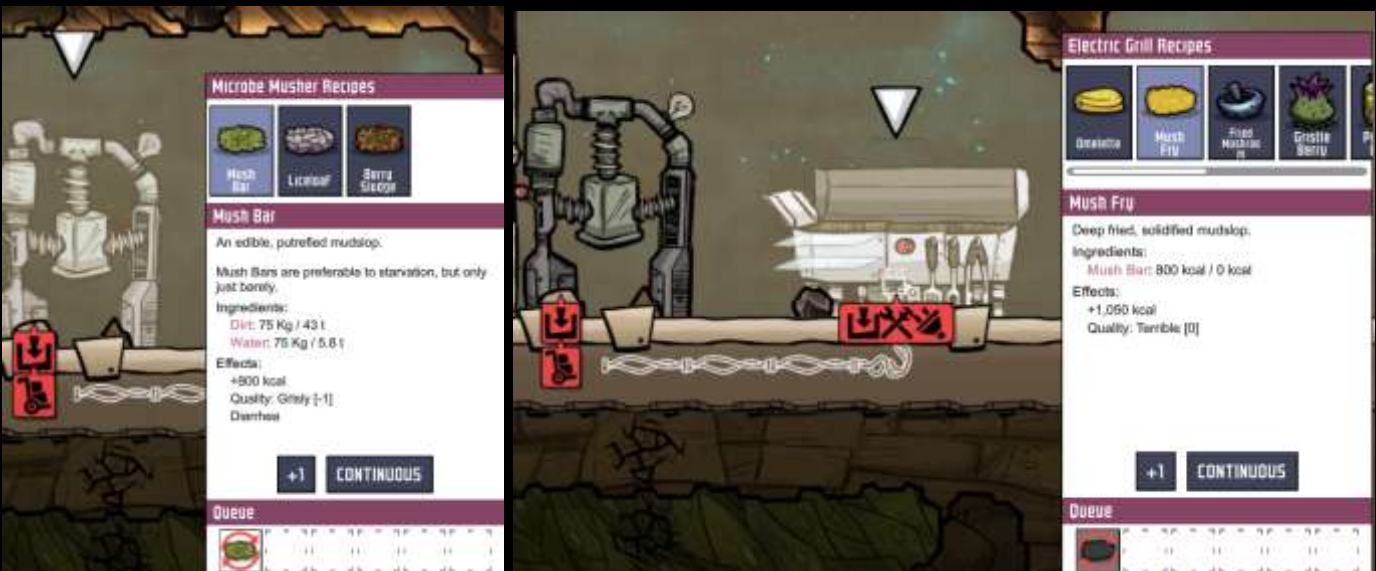 Microbe Musher Recipes
Mush
Bar
Liceloaf
Berry
Sludge
Mush Bar
An edible, putrefied mudslop.
Mush Bars are preferable to starvation, but only
just barely.
Ingredients:
Dirt: 75 Kg / 43 t
Water: 75 Kg / 5.8 t
Effects:
+800 kcal
Quality: Grisly [-1]
Diarrhea
+1
CONTINUOUS
Queue
Electric Grill Recipes
Omelette
Mush
Fry
Fried
Mushroo
m
Gristle
Berry
Mush Fry
Deep fried, solidified mudslop.
Ingredients:
Mush Bar: 800 kcal / 0 kcal
Effects:
+1,050 kcal
Quality: Terrible [0]
+1
CONTINUOUS
Queue